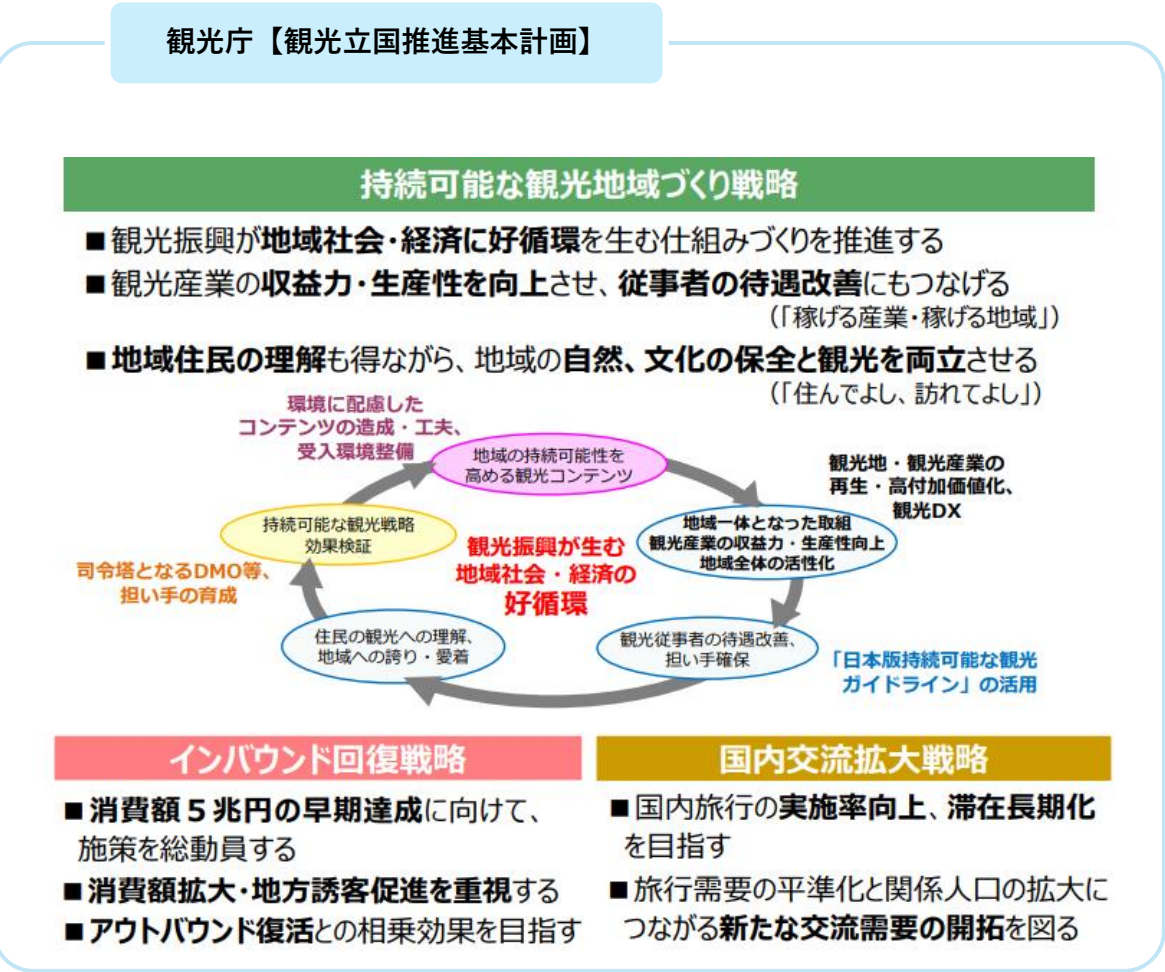 観光庁【観光立国推進基本計画】
持続可能な観光地域づくり戦略
■観光振興が地域社会・経済に好循環を生む仕組みづくりを推進する
■観光産業の収益力・生産性を向上させ、従事者の待遇改善にもつなげる
（「稼げる産業・稼げる地域」）
■地域住民の理解も得ながら、地域の自然、文化の保全と観光を両立させる
（「住んでよし、訪れてよし」）
環境に配慮した
コンテンツの造成・工夫、
受入環境整備
地域の持続可能性を
高める観光コンテンツ
観光地・観光産業の
再生・高付加価値化、
観光DX
持続可能な観光戦略
効果検証
地域一体となった取組
観光産業の収益力・生産性向上
地域全体の活性化
観光振興が生む
地域社会・経済の
好循環
司令塔となるDMO等、
担い手の育成
住民の観光への理解、
地域への誇り・愛着
観光従事者の待遇改善、
担い手確保
「日本版持続可能な観光
ガイドライン」の活用
インバウンド回復戦略
■消費額５兆円の早期達成に向けて、
施策を総動員する
■消費額拡大・地方誘客促進を重視する
■アウトバウンド復活との相乗効果を目指す
国内交流拡大戦略
■国内旅行の実施率向上、滞在長期化
を目指す
■旅行需要の平準化と関係人口の拡大に
つながる新たな交流需要の開拓を図る